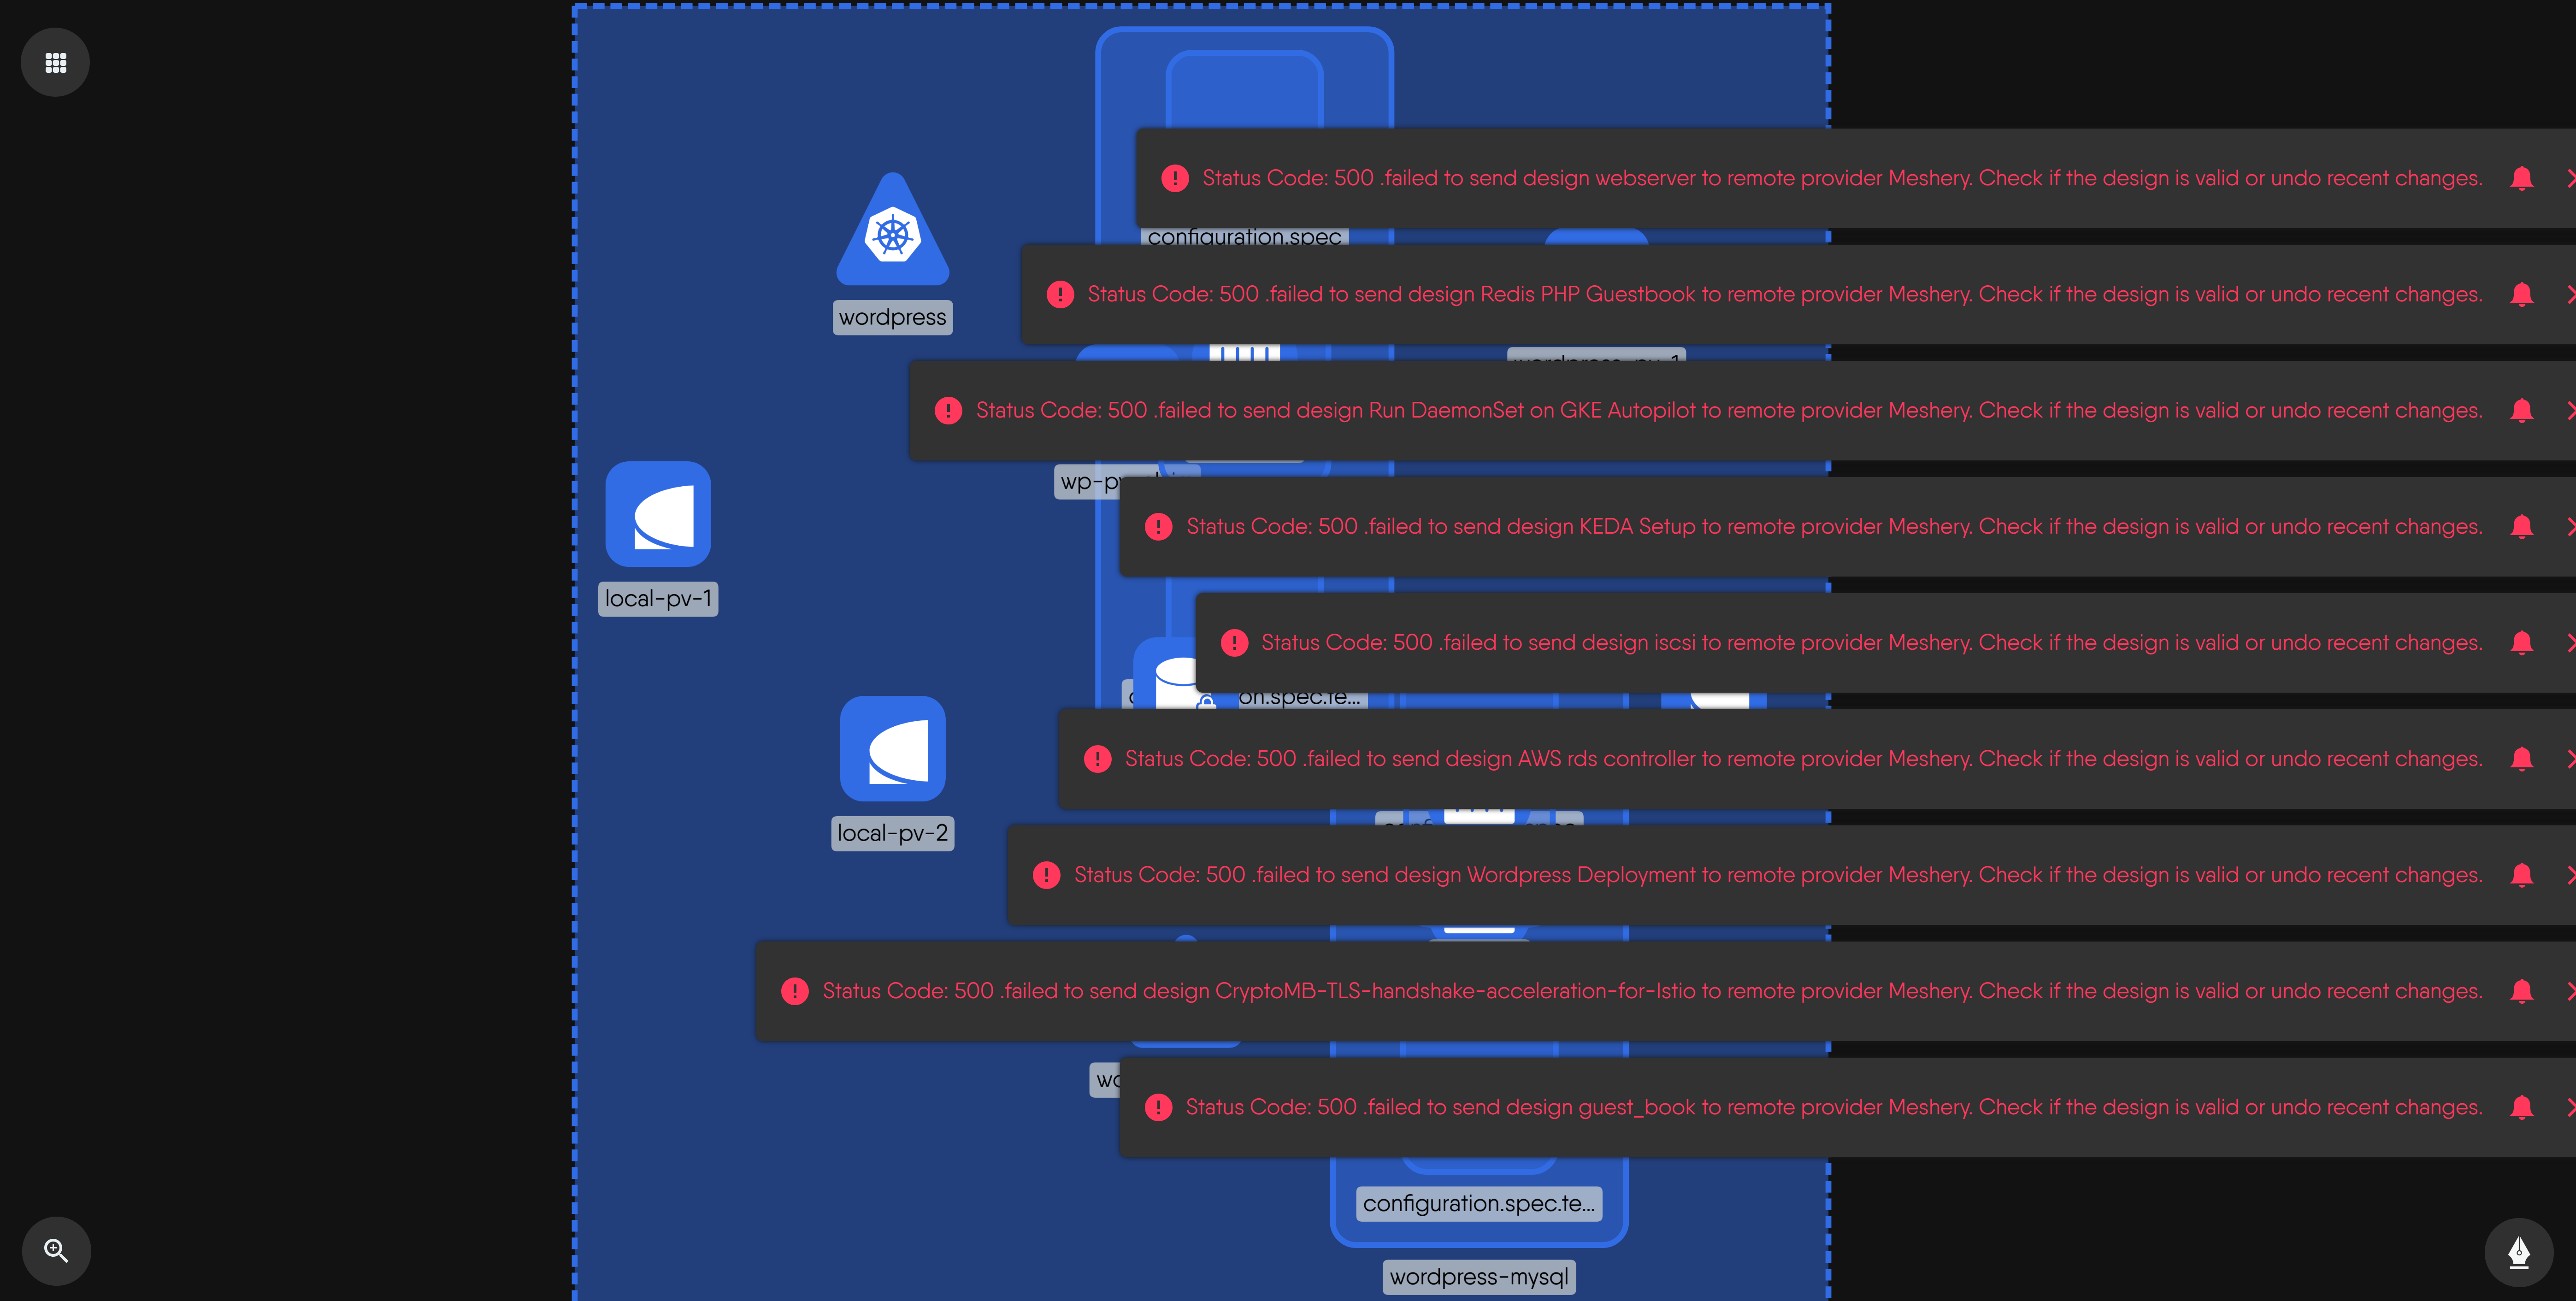 Status Code: 500 .failed to send design webserver to remote provider Meshery. Check if the design is valid or undo recent changes.
configuration.spec
Status Code: 500 .failed to send design Redis PHP Guestbook to remote provider Meshery. Check if the design is valid or undo recent changes.
wordpress
Status Code: 500 .failed to send design Run DaemonSet on GKE Autopilot to remote provider Meshery. Check if the design is valid or undo recent changes.
Status Code: 500 .failed to send design KEDA Setup to remote provider Meshery. Check if the design is valid or undo recent changes.
local-pv-1
Status Code: 500 .failed to send design iscsi to remote provider Meshery. Check if the design is valid or undo recent changes.
on.spec.te...
Status Code: 500 .failed to send design AWS rds controller to remote provider Meshery. Check if the design is valid or undo recent changes.
local-pv-2
Status Code: 500 .failed to send design Wordpress Deployment to remote provider Meshery. Check if the design is valid or undo recent changes.
Status Code: 500 .failed to send design CryptoMB-TLS-handshake-acceleration-for-Istio to remote provider Meshery. Check if the design is valid or undo recent changes.
Status Code: 500 .failed to send design guest_book to remote provider Meshery. Check if the design is valid or undo recent changes.
configuration.spec.te...
wordpress-mysql